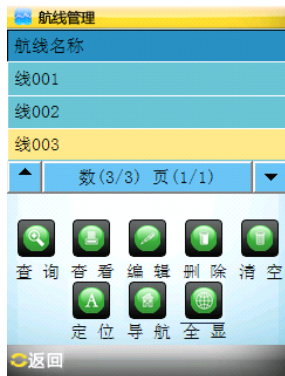 航线管理
航线名称
线001
线002
线003
数(3/3) 页(1/1)
查询 查看 编辑 删除 清空
A
定位 导航 全显
返回